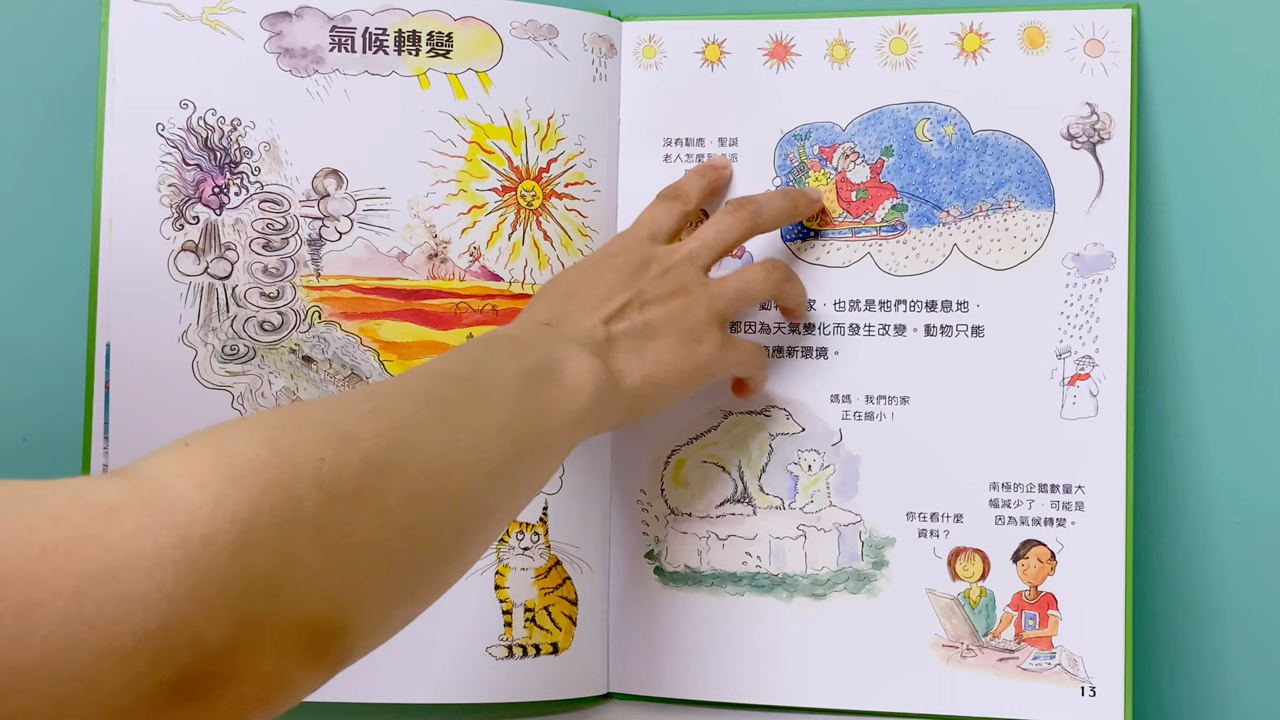 氣候轉變
沒有馴鹿，聖誕
老人怎麼到 派
動物 家，也就是牠們的棲息地，
都因為天氣變化而發生改變。動物只能
適應新環境。
媽媽，我們的家
正在縮小！
南極的企鵝數量大
幅減少了，可能是
因為氣候轉變。
你在看什麼
資料？
13